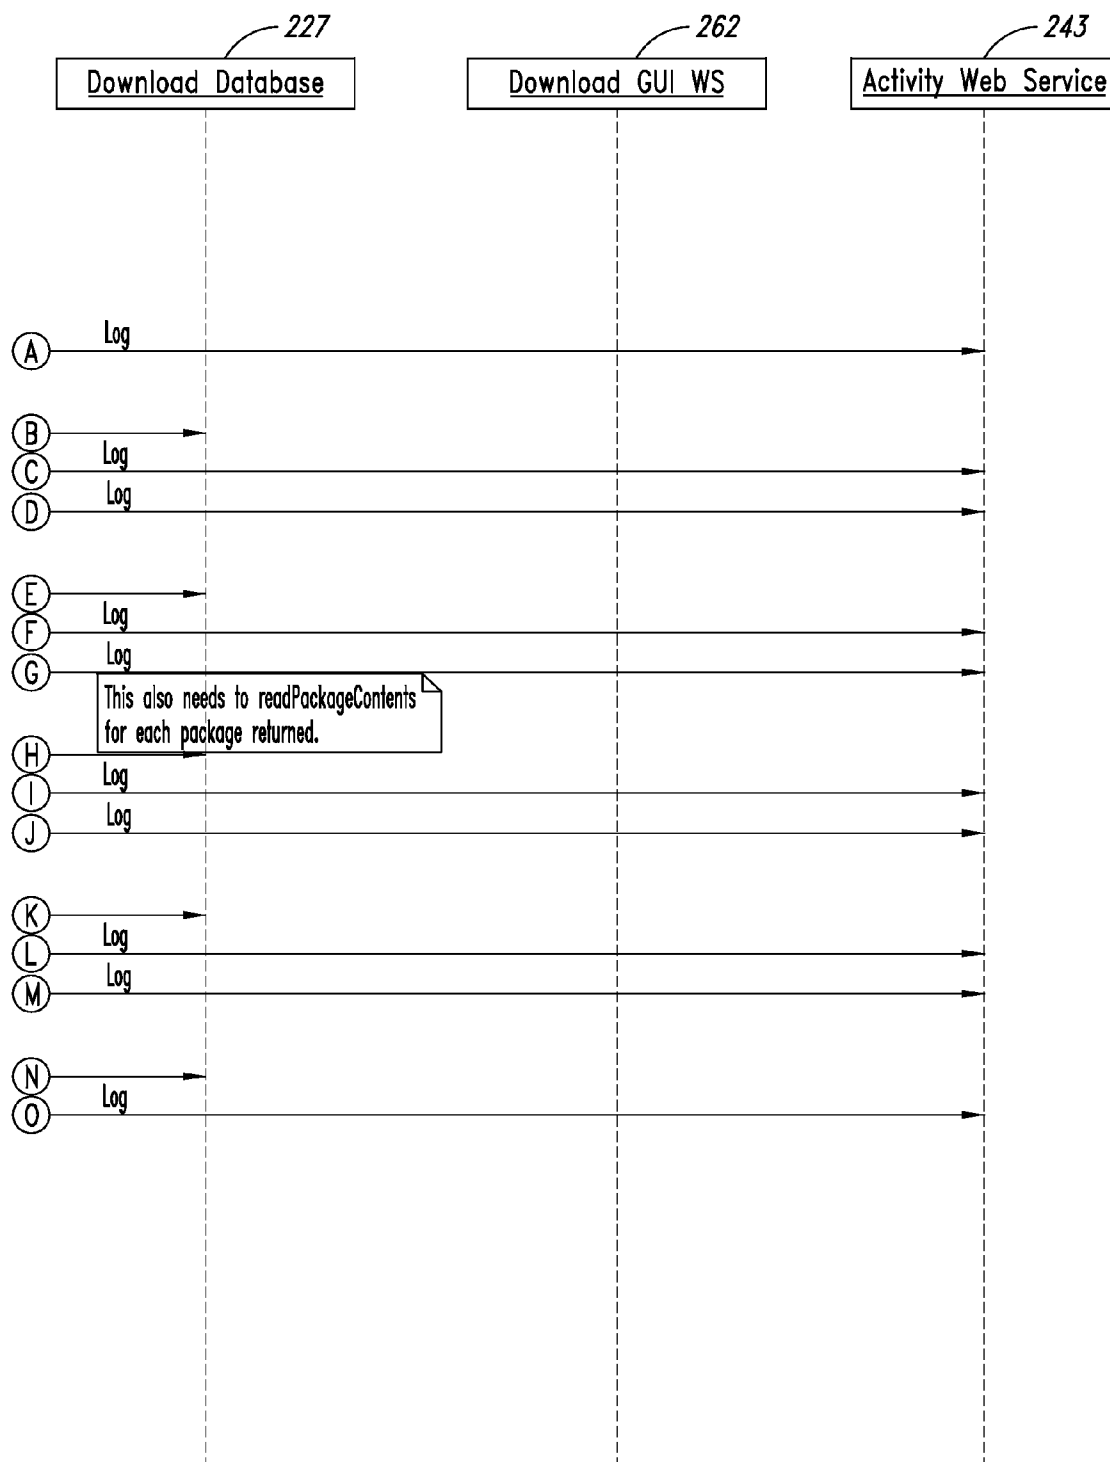 227
262
243
Download Database
Download GUI WS
Activity Web Service
Log
A
B
Log
C
Log
D
E
Log
F
Log
G
This also needs to readPackageContents
for each package returned.
H
Log
I
Log
J
K
Log
L
Log
M
N
Log
O